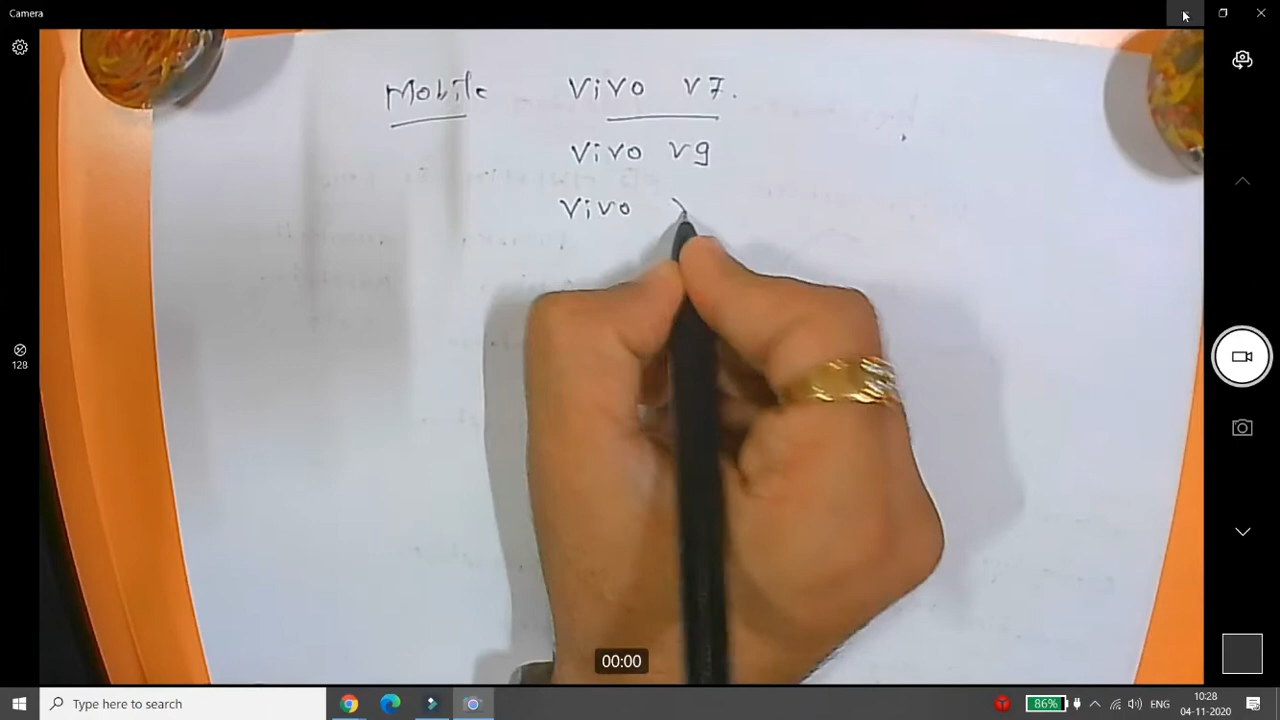 Camera
Mobile Vivo V7.
Vivo V9
Vivo
128
00:00
Type here to search
86%
ENG
10:28
04-11-2020